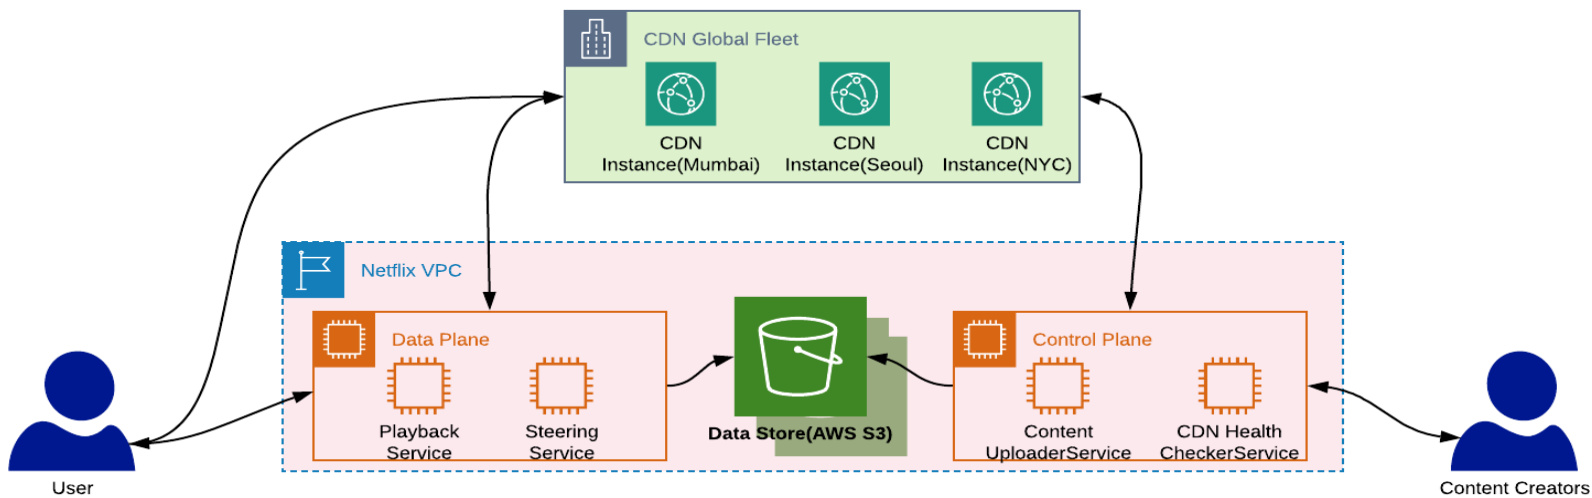 CDN Global Fleet
CDN
Instance(Mumbai)
CDN
Instance(Seoul)
CDN
Instance(NYC)
Netflix VPC
Data Plane
Playback
Service
Steering
Service
Data Store(AWS S3)
Control Plane
Content
UploaderService
CDN Health
CheckerService
User
Content Creators